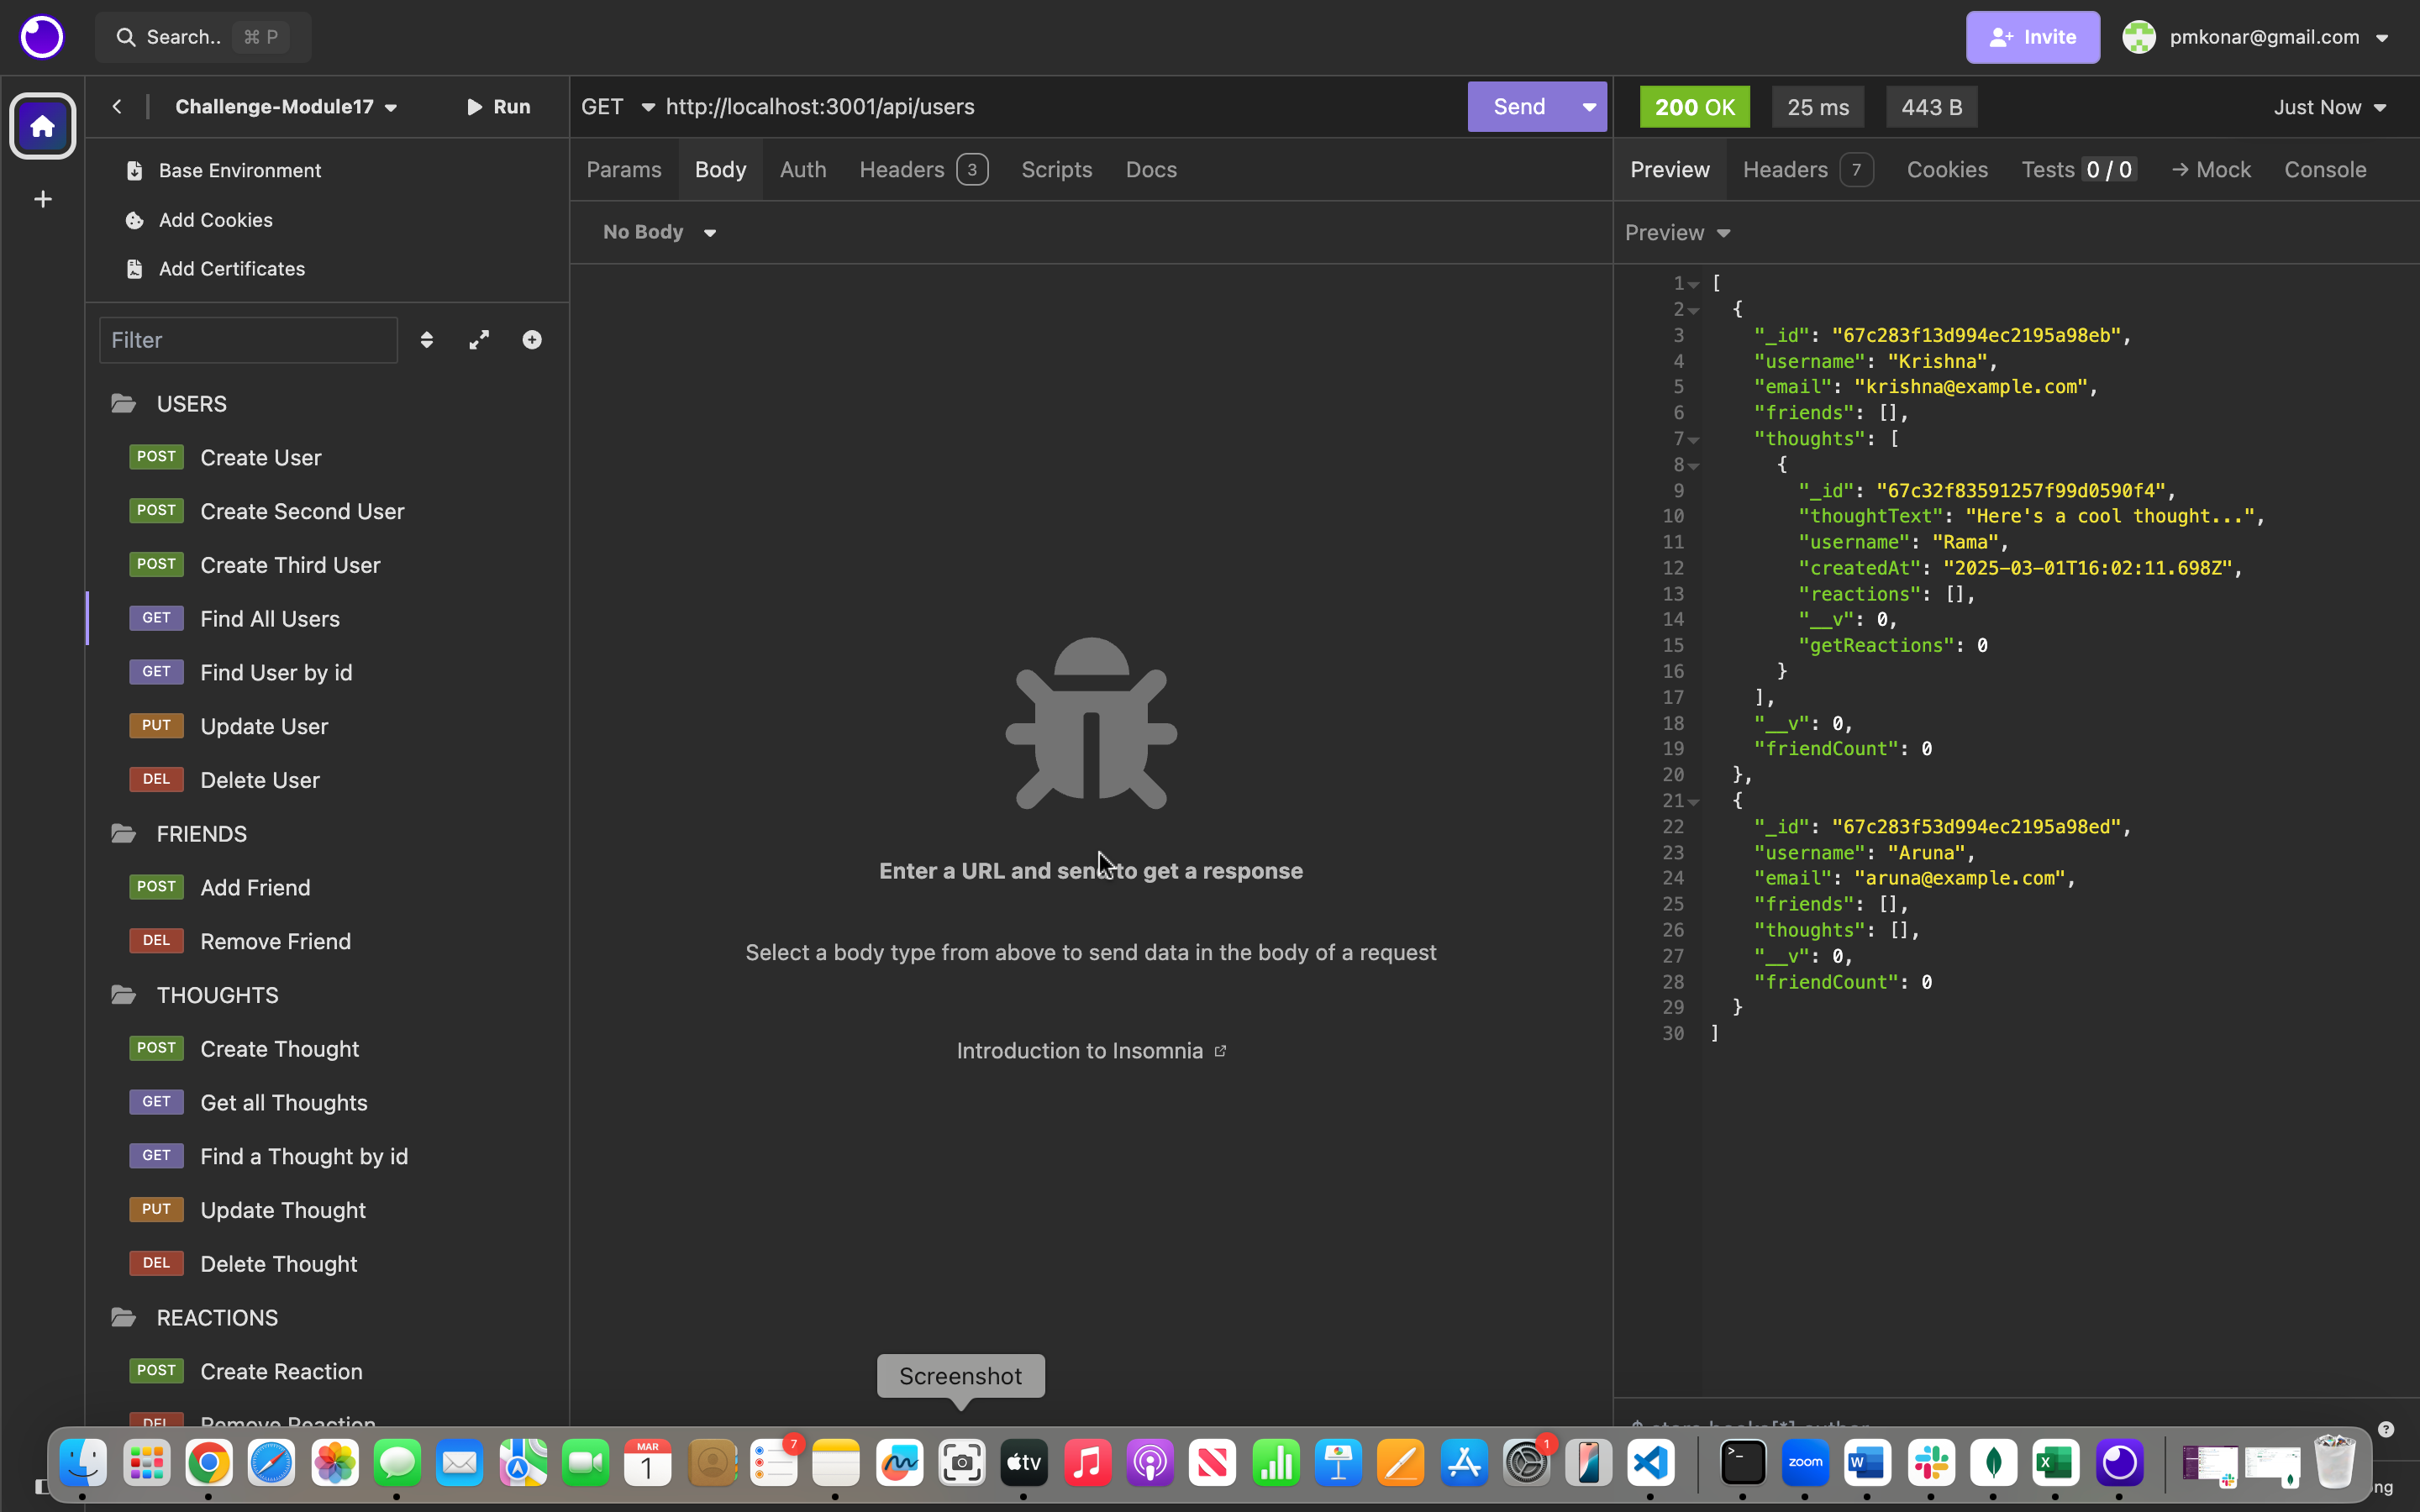 Search.. ⌘ P
Invite
pmkonar@gmail.com
Challenge-Module17
Run
Base Environment
Add Cookies
Add Certificates
Filter
USERS
POST Create User
POST Create Second User
POST Create Third User
GET Find All Users
GET Find User by id
PUT Update User
DEL Delete User
FRIENDS
POST Add Friend
DEL Remove Friend
THOUGHTS
POST Create Thought
GET Get all Thoughts
GET Find a Thought by id
PUT Update Thought
DEL Delete Thought
REACTIONS
POST Create Reaction
DEL Remove Reaction
GET http://localhost:3001/api/users
Send
Params Body Auth Headers 3 Scripts Docs
No Body
Enter a URL and send to get a response
Select a body type from above to send data in the body of a request
Introduction to Insomnia
200 OK 25 ms 443 B Just Now
Preview Headers 7 Cookies Tests 0 / 0 → Mock Console
Preview
1 [
2 {
3 "_id": "67c283f13d994ec2195a98eb",
4 "username": "Krishna",
5 "email": "krishna@example.com",
6 "friends": [],
7 "thoughts": [
8 {
9 "_id": "67c32f83591257f99d0590f4",
10 "thoughtText": "Here's a cool thought...",
11 "username": "Rama",
12 "createdAt": "2025-03-01T16:02:11.698Z",
13 "reactions": [],
14 "__v": 0,
15 "getReactions": 0
16 }
17 ],
18 "__v": 0,
19 "friendCount": 0
20 },
21 {
22 "_id": "67c283f53d994ec2195a98ed",
23 "username": "Aruna",
24 "email": "aruna@example.com",
25 "friends": [],
26 "thoughts": [],
27 "__v": 0,
28 "friendCount": 0
29 }
30 ]
Screenshot
MAR
1
7
tv
1
zoom
W
X